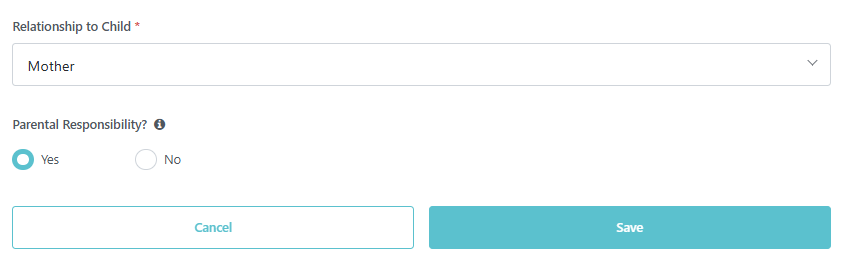 Relationship to Child *
Mother
Parental Responsibility?
Yes No
Cancel Save